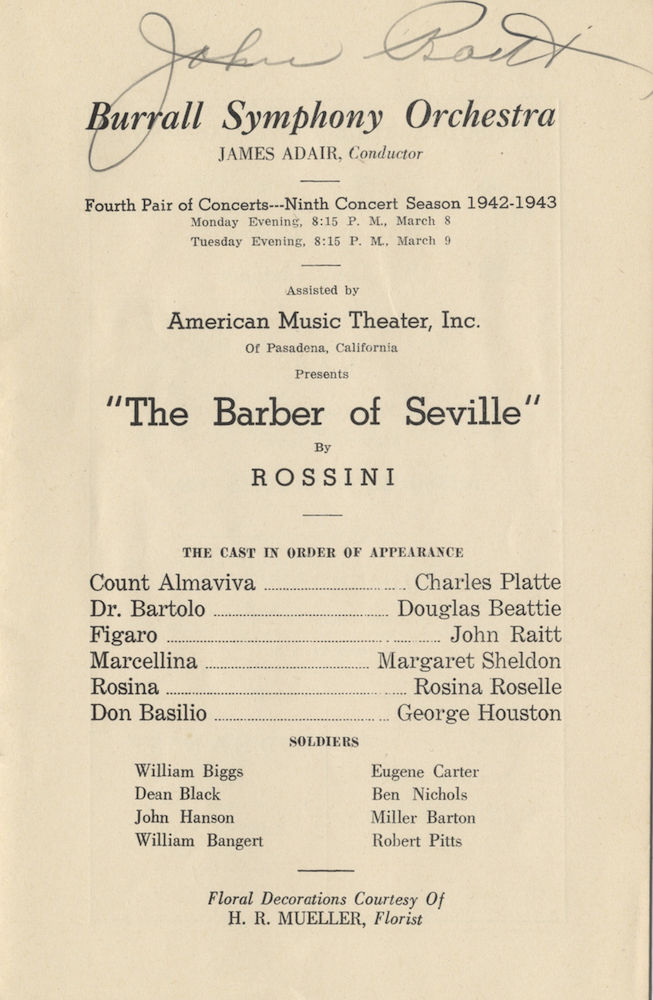 John Raitt
Burrall Symphony Orchestra
JAMES ADAIR, Conductor
Fourth Pair of Concerts---Ninth Concert Season 1942-1943
Monday Evening, 8:15 P. M., March 8
Tuesday Evening, 8:15 P. M., March 9
Assisted by
American Music Theater, Inc.
Of Pasadena, California
Presents
"The Barber of Seville"
By
ROSSINI
THE CAST IN ORDER OF APPEARANCE
Count Almaviva ........................ Charles Platte
Dr. Bartolo ........................ Douglas Beattie
Figaro ........................ John Raitt
Marcellina ........................ Margaret Sheldon
Rosina ........................ Rosina Roselle
Don Basilio ........................ George Houston
SOLDIERS
William Biggs Eugene Carter
Dean Black Ben Nichols
John Hanson Miller Barton
William Bangert Robert Pitts
Floral Decorations Courtesy Of
H. R. MUELLER, Florist